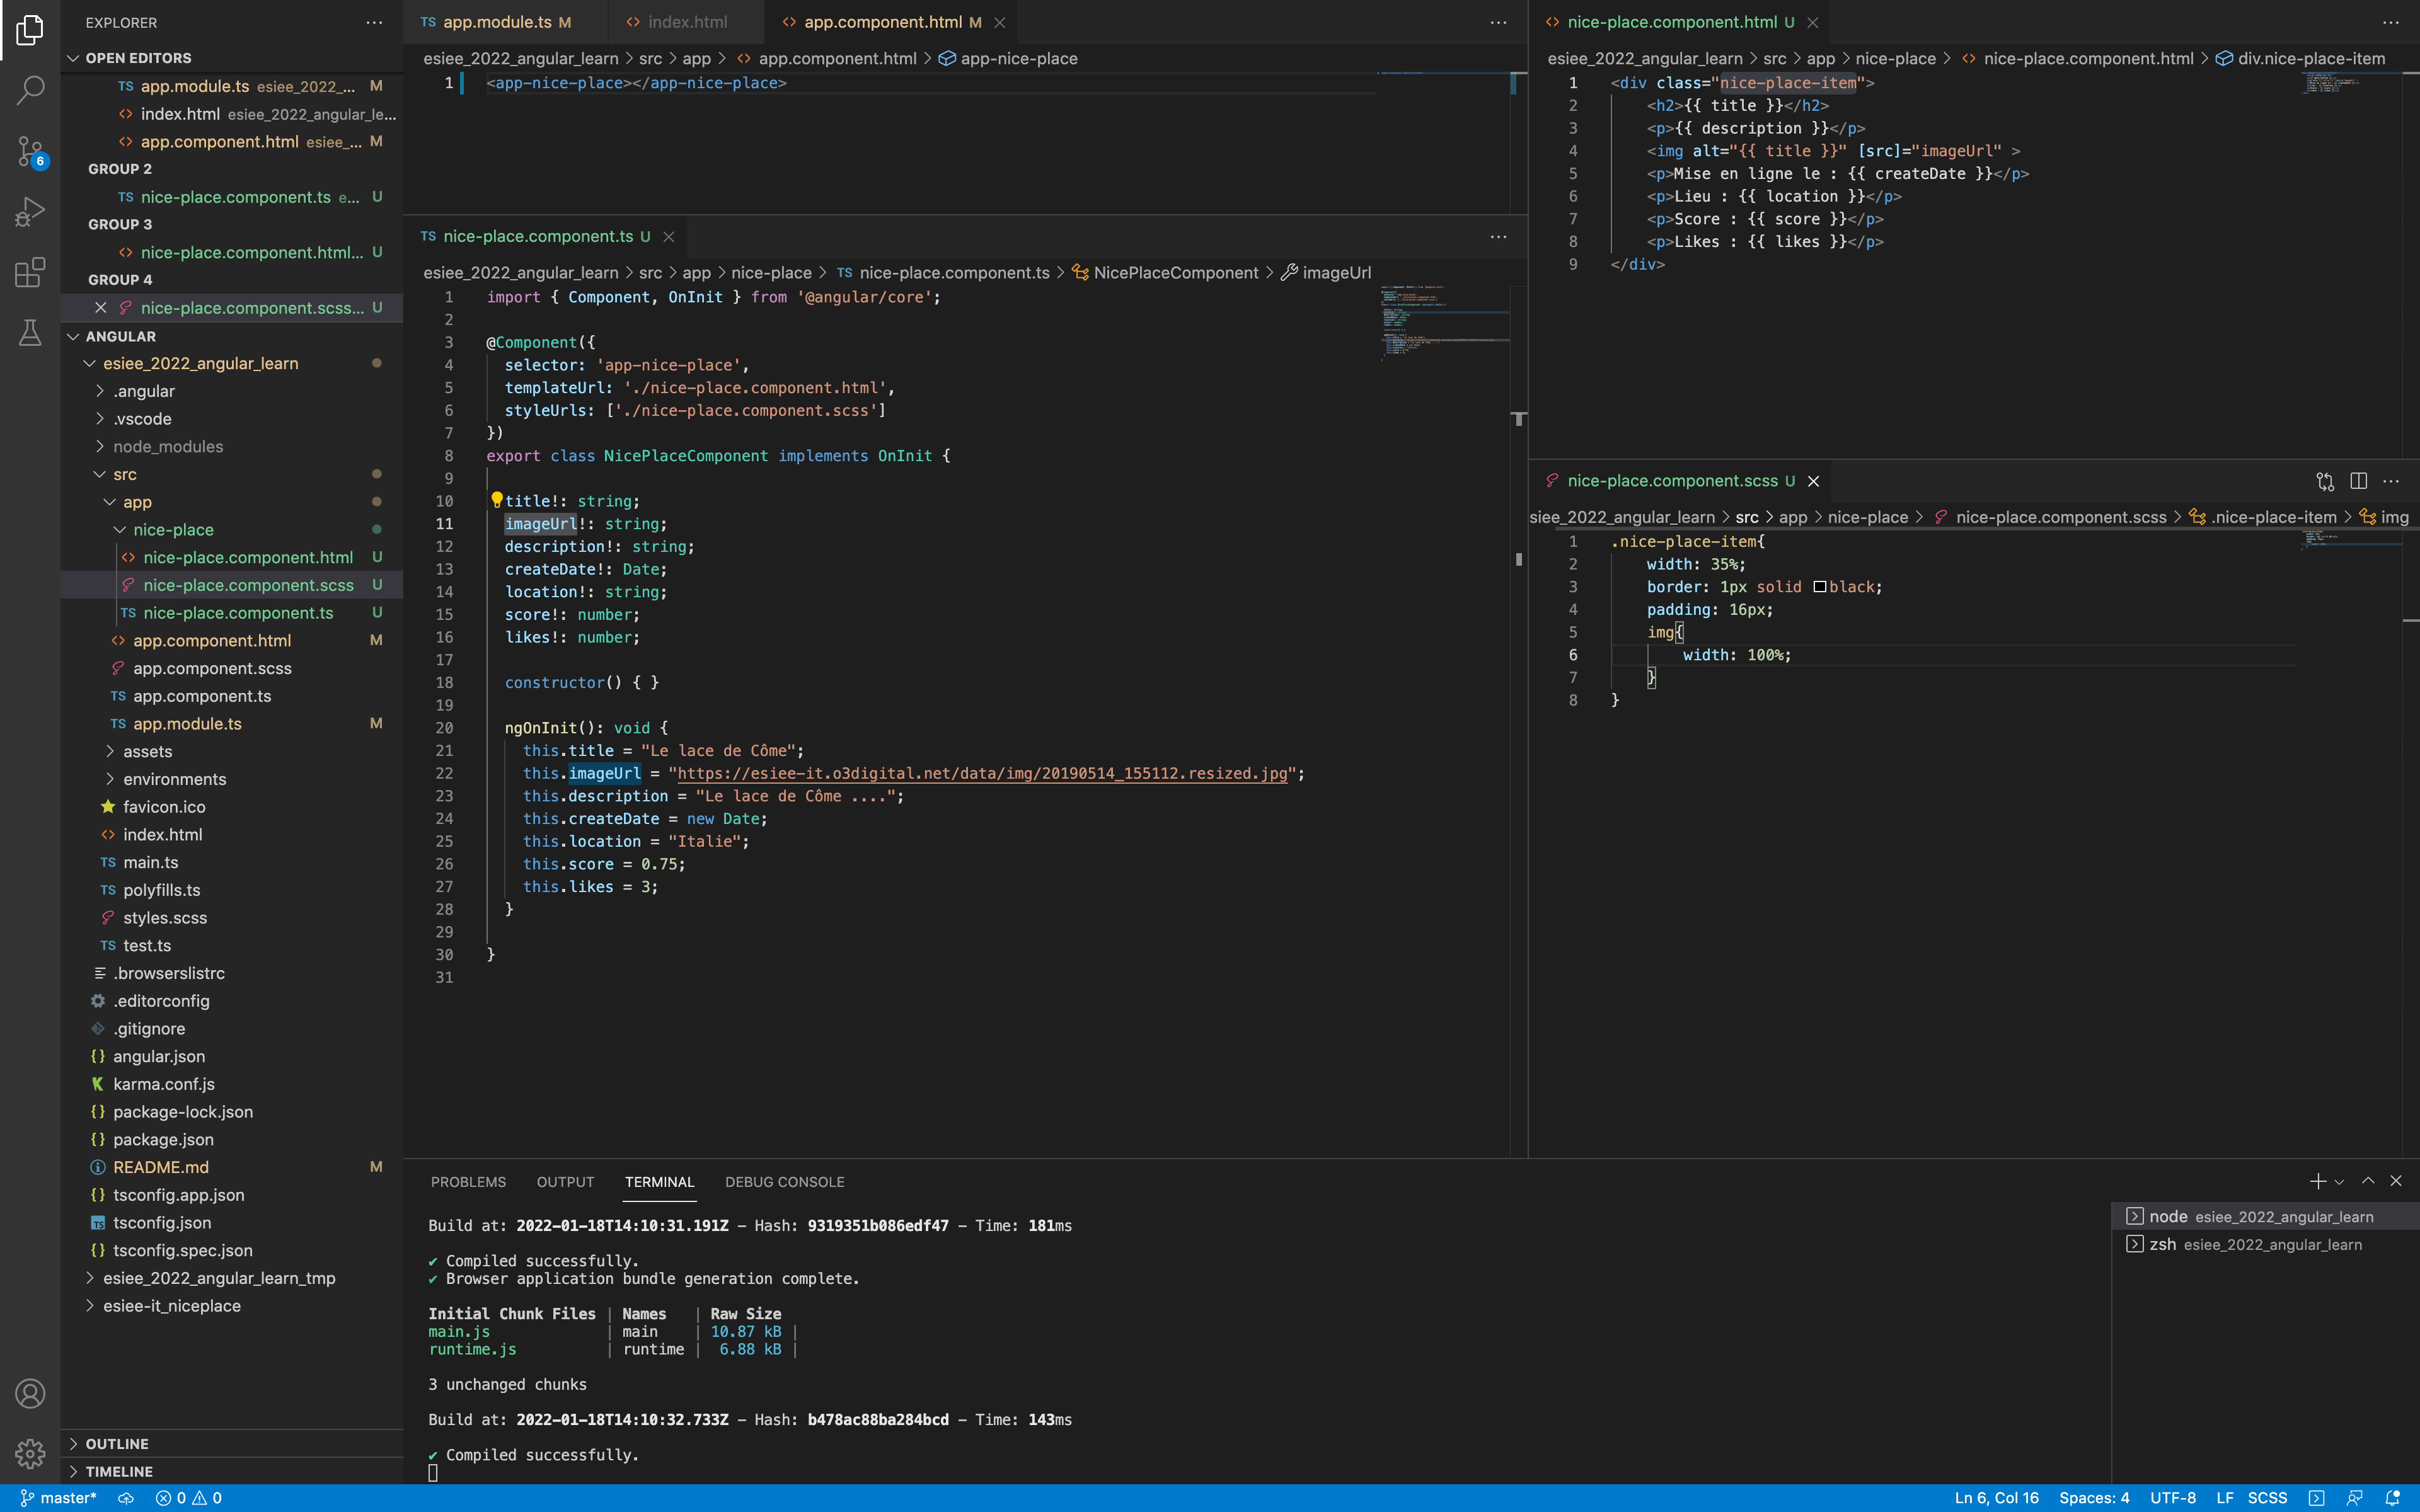 EXPLORER
OPEN EDITORS
TS app.module.ts esiee_2022_... M
index.html esiee_2022_angular_le...
app.component.html esiee_... M
GROUP 2
TS nice-place.component.ts e... U
GROUP 3
nice-place.component.html... U
GROUP 4
nice-place.component.scss... U
ANGULAR
esiee_2022_angular_learn
.angular
.vscode
node_modules
src
app
nice-place
nice-place.component.html U
nice-place.component.scss U
TS nice-place.component.ts U
app.component.html M
app.component.scss
TS app.component.ts
TS app.module.ts M
assets
environments
favicon.ico
index.html
TS main.ts
TS polyfills.ts
styles.scss
TS test.ts
.browserslistrc
.editorconfig
.gitignore
{} angular.json
karma.conf.js
{} package-lock.json
{} package.json
README.md M
{} tsconfig.app.json
TS tsconfig.json
{} tsconfig.spec.json
esiee_2022_angular_learn_tmp
esiee-it_niceplace
OUTLINE
TIMELINE
6
TS app.module.ts M
index.html
app.component.html M
esiee_2022_angular_learn > src > app > app.component.html > app-nice-place
1 <app-nice-place></app-nice-place>
TS nice-place.component.ts U
esiee_2022_angular_learn > src > app > nice-place > TS nice-place.component.ts > NicePlaceComponent > imageUrl
1 import { Component, OnInit } from '@angular/core';
2
3 @Component({
4 selector: 'app-nice-place',
5 templateUrl: './nice-place.component.html',
6 styleUrls: ['./nice-place.component.scss']
7 })
8 export class NicePlaceComponent implements OnInit {
9
10 title!: string;
11 imageUrl!: string;
12 description!: string;
13 createDate!: Date;
14 location!: string;
15 score!: number;
16 likes!: number;
17
18 constructor() { }
19
20 ngOnInit(): void {
21 this.title = "Le lace de Côme";
22 this.imageUrl = "https://esiee-it.o3digital.net/data/img/20190514_155112.resized.jpg";
23 this.description = "Le lace de Côme ....";
24 this.createDate = new Date;
25 this.location = "Italie";
26 this.score = 0.75;
27 this.likes = 3;
28 }
29
30 }
31
nice-place.component.html U
esiee_2022_angular_learn > src > app > nice-place > nice-place.component.html > div.nice-place-item
1 <div class="nice-place-item">
2 <h2>{{ title }}</h2>
3 <p>{{ description }}</p>
4 <img alt="{{ title }}" [src]="imageUrl" >
5 <p>Mise en ligne le : {{ createDate }}</p>
6 <p>Lieu : {{ location }}</p>
7 <p>Score : {{ score }}</p>
8 <p>Likes : {{ likes }}</p>
9 </div>
nice-place.component.scss U
siee_2022_angular_learn > src > app > nice-place > nice-place.component.scss > .nice-place-item > img
1 .nice-place-item{
2 width: 35%;
3 border: 1px solid black;
4 padding: 16px;
5 img{
6 width: 100%;
7 }
8 }
PROBLEMS OUTPUT TERMINAL DEBUG CONSOLE
Build at: 2022-01-18T14:10:31.191Z - Hash: 9319351b086edf47 - Time: 181ms
✔ Compiled successfully.
✔ Browser application bundle generation complete.
Initial Chunk Files | Names | Raw Size
main.js | main | 10.87 kB |
runtime.js | runtime | 6.88 kB |
3 unchanged chunks
Build at: 2022-01-18T14:10:32.733Z - Hash: b478ac88ba284bcd - Time: 143ms
✔ Compiled successfully.
node esiee_2022_angular_learn
zsh esiee_2022_angular_learn
master* 0 0
Ln 6, Col 16 Spaces: 4 UTF-8 LF SCSS